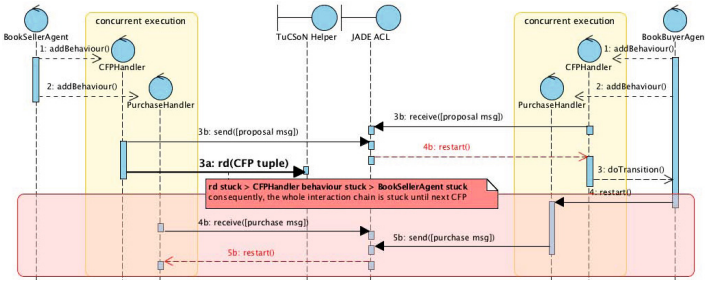 concurrent execution
concurrent execution
BookSellerAgent
TuCSoN Helper
JADE ACL
BookBuyerAgen
1: addBehaviour()
1: addBehaviour()
CFPHandler
CFPHandler
2: addBehaviour()
2: addBehaviour()
PurchaseHandler
PurchaseHandler
3b: receive([proposal msg])
3b: send([proposal msg])
4b: restart()
3a: rd(CFP tuple)
3: doTransition()
rd stuck > CFPHandler behaviour stuck > BookSellerAgent stuck
consequently, the whole interaction chain is stuck until next CFP
4: restart()
4b: receive([purchase msg])
5b: send([purchase msg])
5b: restart()